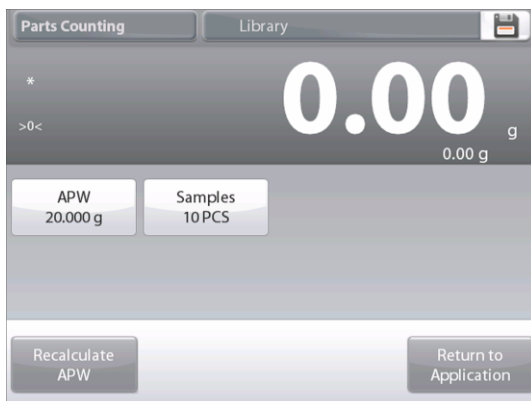 Parts Counting
Library
*
>0<
0.00
g
0.00 g
APW
20.000 g
Samples
10 PCS
Recalculate
APW
Return to
Application